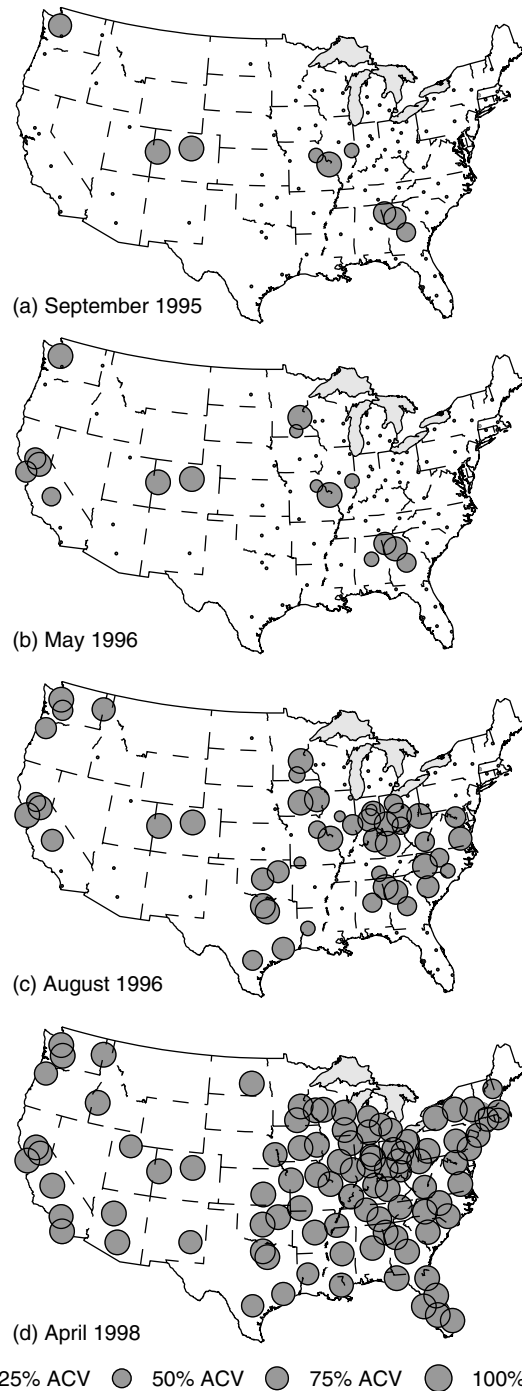 (a) September 1995
(b) May 1996
(c) August 1996
(d) April 1998
25% ACV 50% ACV 75% ACV 100%